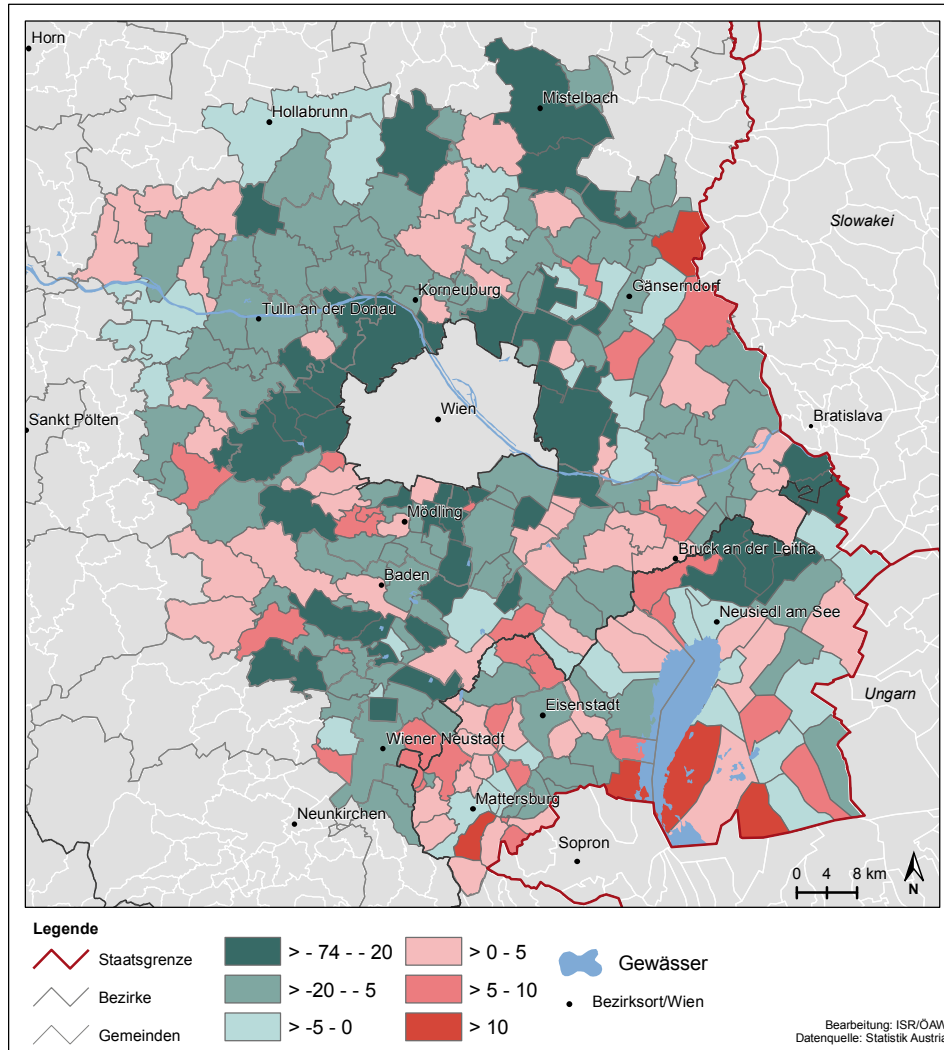 Horn
Hollabrunn
Mistelbach
Slowakei
Gänserndorf
Korneuburg
Tulln an der Donau
Wien
Sankt Pölten
Bratislava
Mödling
Bruck an der Leitha
Baden
Neusiedl am See
Ungarn
Eisenstadt
Wiener Neustadt
Mattersburg
Neunkirchen
Sopron
0 4 8 km
N
Legende
Staatsgrenze
Bezirke
Gemeinden
> - 74 - - 20
> -20 - - 5
> -5 - 0
> 0 - 5
> 5 - 10
> 10
Gewässer
Bezirksort/Wien
Bearbeitung: ISR/ÖAW
Datenquelle: Statistik Austria